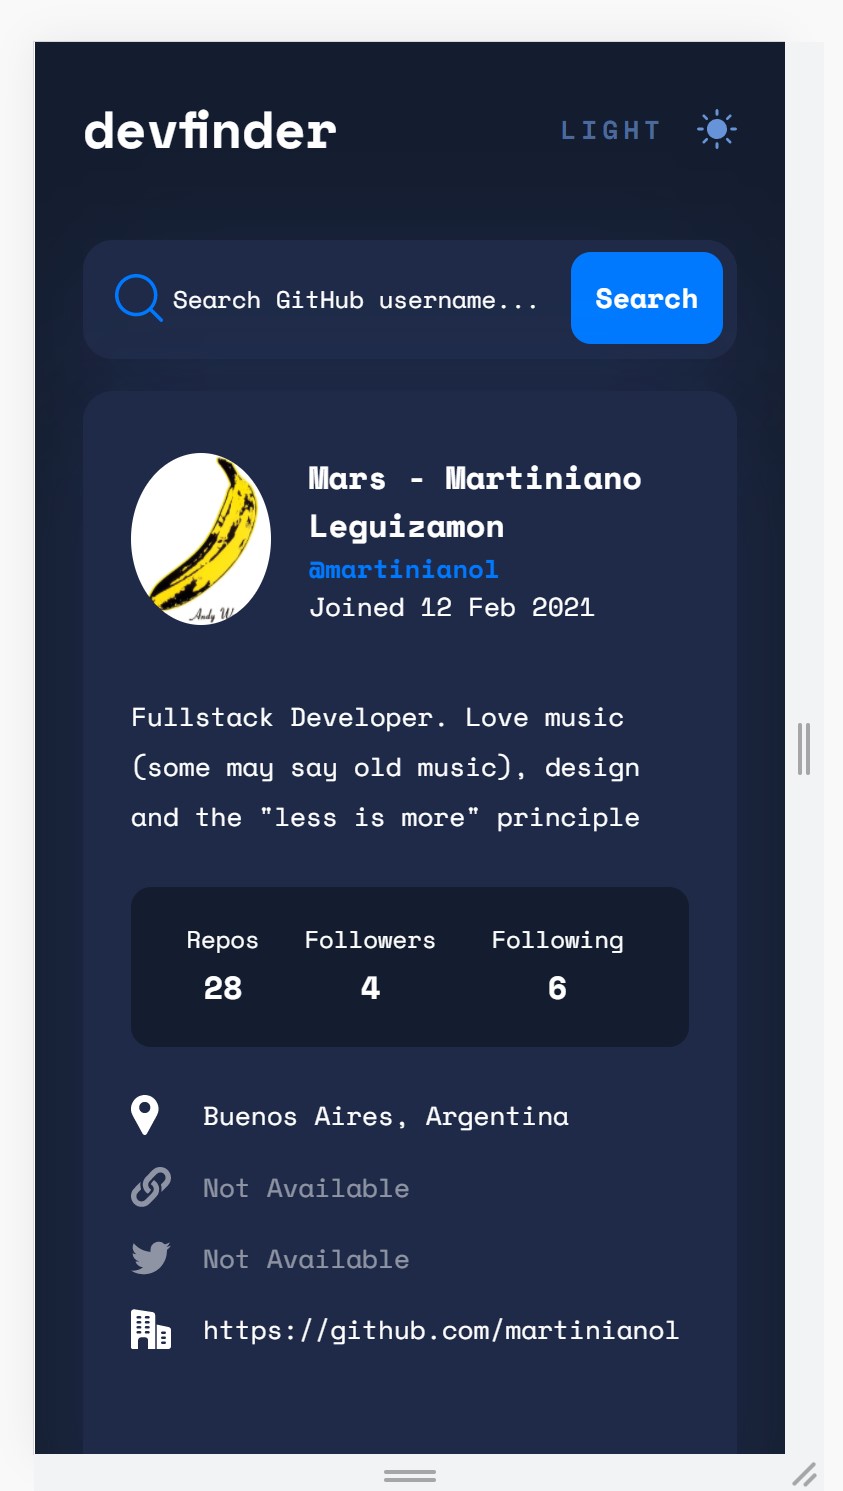 devfinder
LIGHT
Search GitHub username...
Search
Mars - Martiniano
Leguizamon
@martinianol
Joined 12 Feb 2021
Andy W
Fullstack Developer. Love music
(some may say old music), design
and the "less is more" principle
Repos Followers Following
28 4 6
Buenos Aires, Argentina
Not Available
Not Available
https://github.com/martinianol